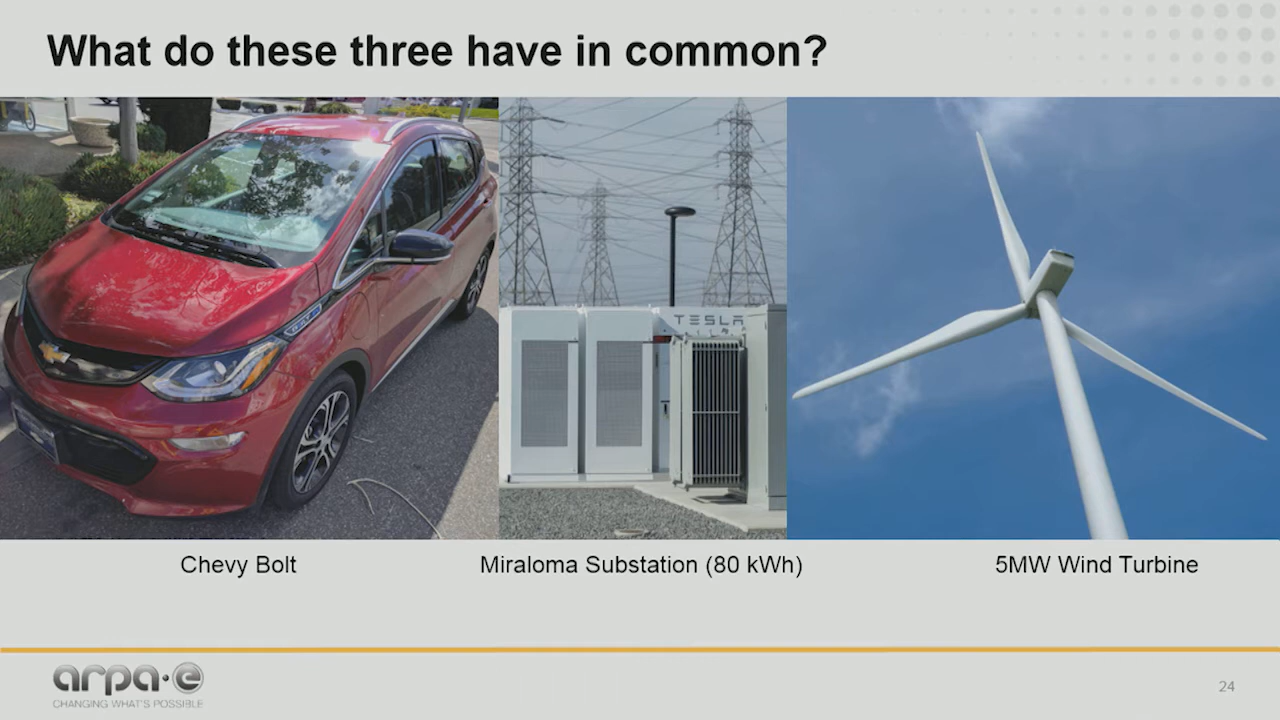 What do these three have in common?
TESLA
Chevy Bolt
Miraloma Substation (80 kWh)
5MW Wind Turbine
arpa·e
CHANGING WHAT'S POSSIBLE
24